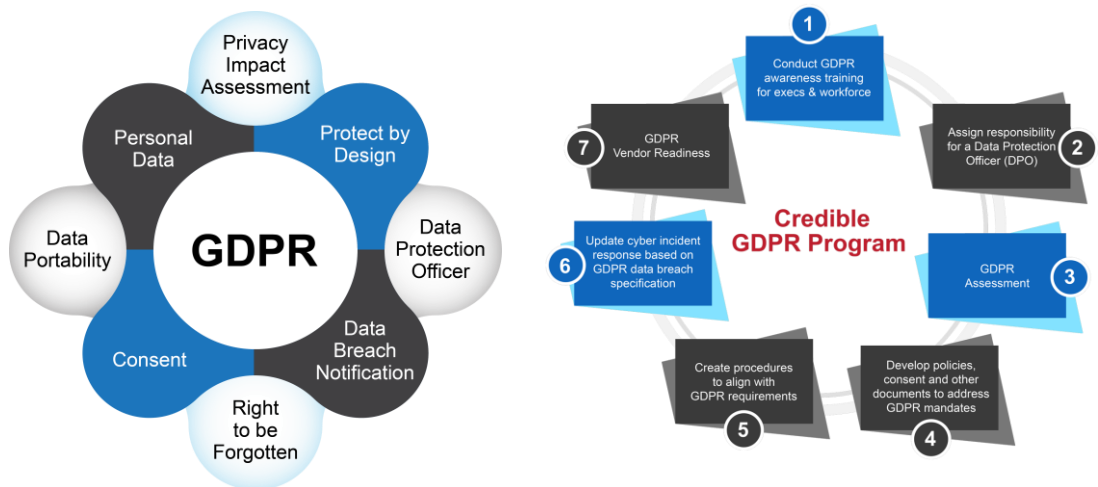 Privacy
Impact
Assessment
Protect by
Design
Data
Protection
Officer
Data
Breach
Notification
Right
to be
Forgotten
Consent
Data
Portability
Personal
Data
GDPR
Credible
GDPR Program
1
Conduct GDPR
awareness training
for execs & workforce
2
Assign responsibility
for a Data Protection
Officer (DPO)
3
GDPR
Assessment
4
Develop policies,
consent and other
documents to address
GDPR mandates
5
Create procedures
to align with
GDPR requirements
6
Update cyber incident
response based on
GDPR data breach
specification
7
GDPR
Vendor Readiness